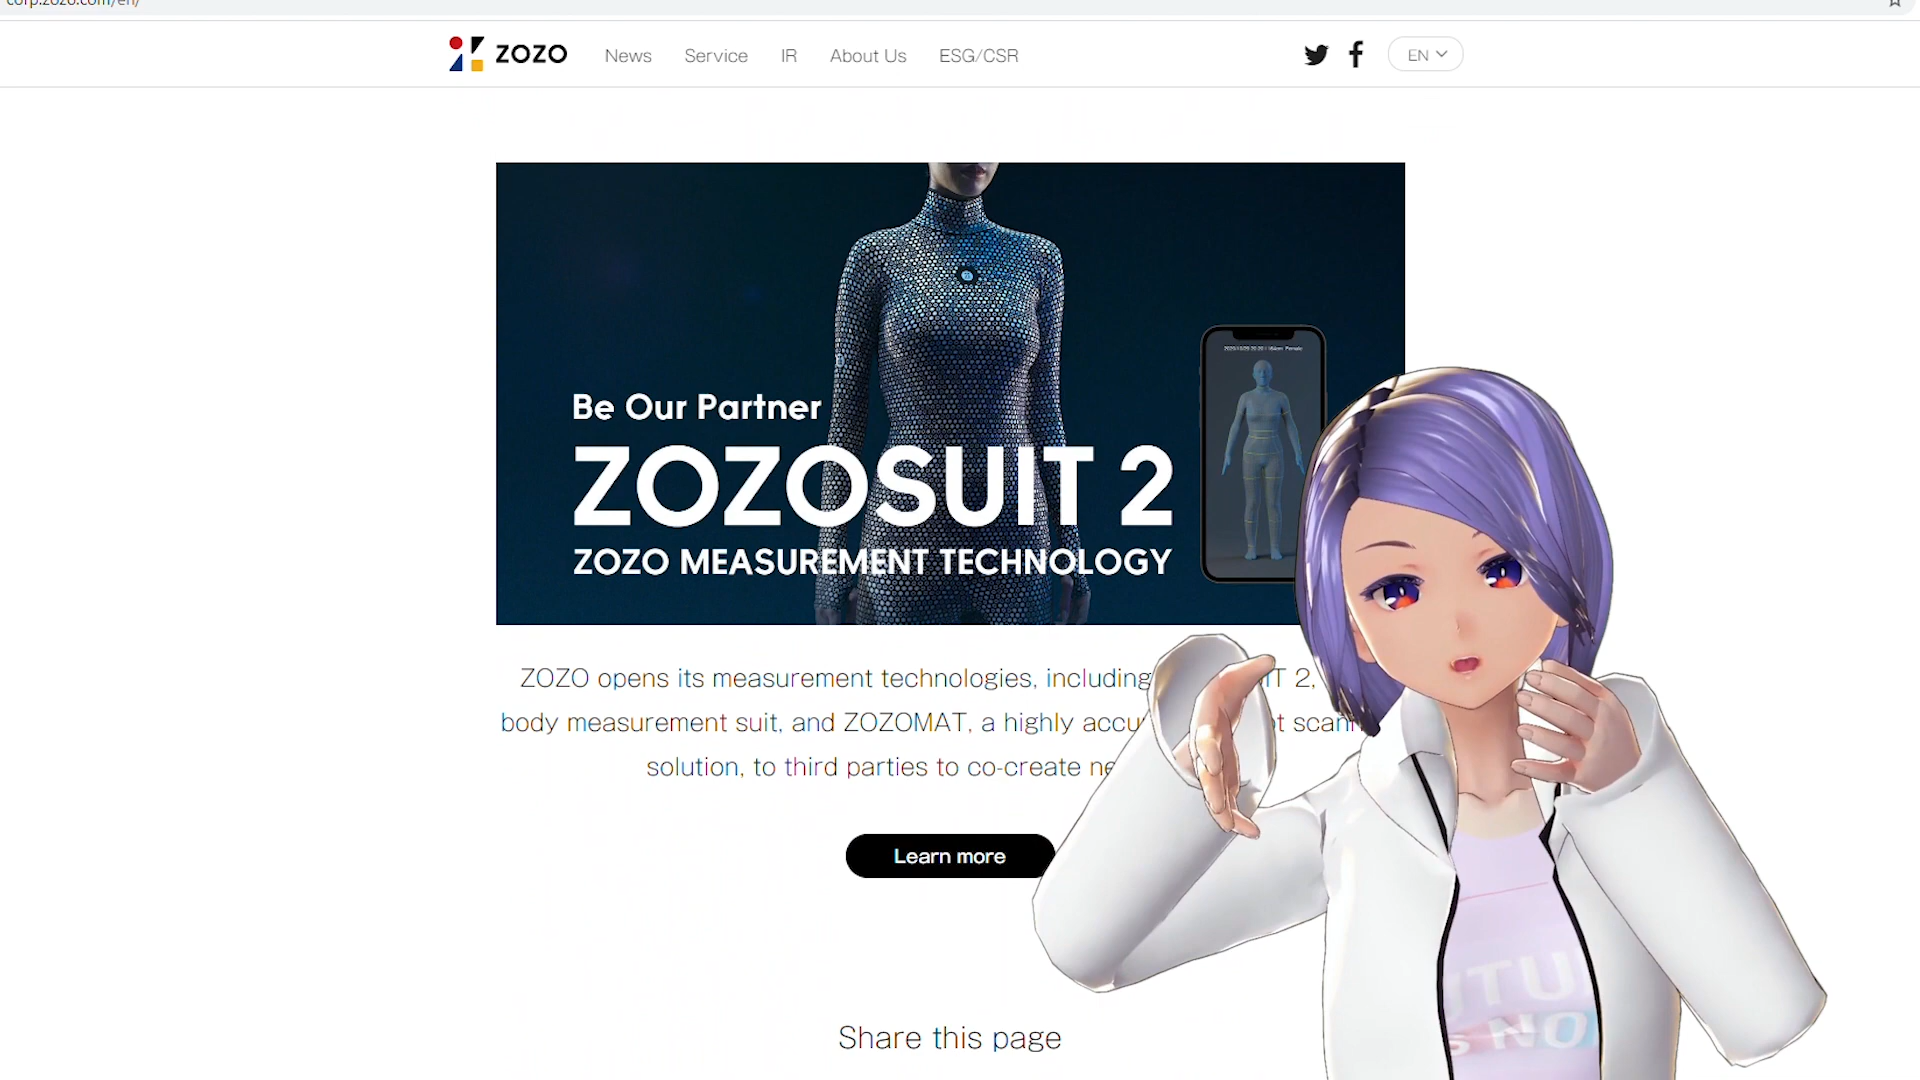 corp.zozo.com/en/
ZOZO News Service IR About Us ESG/CSR EN
Be Our Partner
ZOZOSUIT 2
ZOZO MEASUREMENT TECHNOLOGY
ZOZO opens its measurement technologies, including 2,
body measurement suit, and ZOZOMAT, a highly
solution, to third parties to co-create
Learn more
Share this page